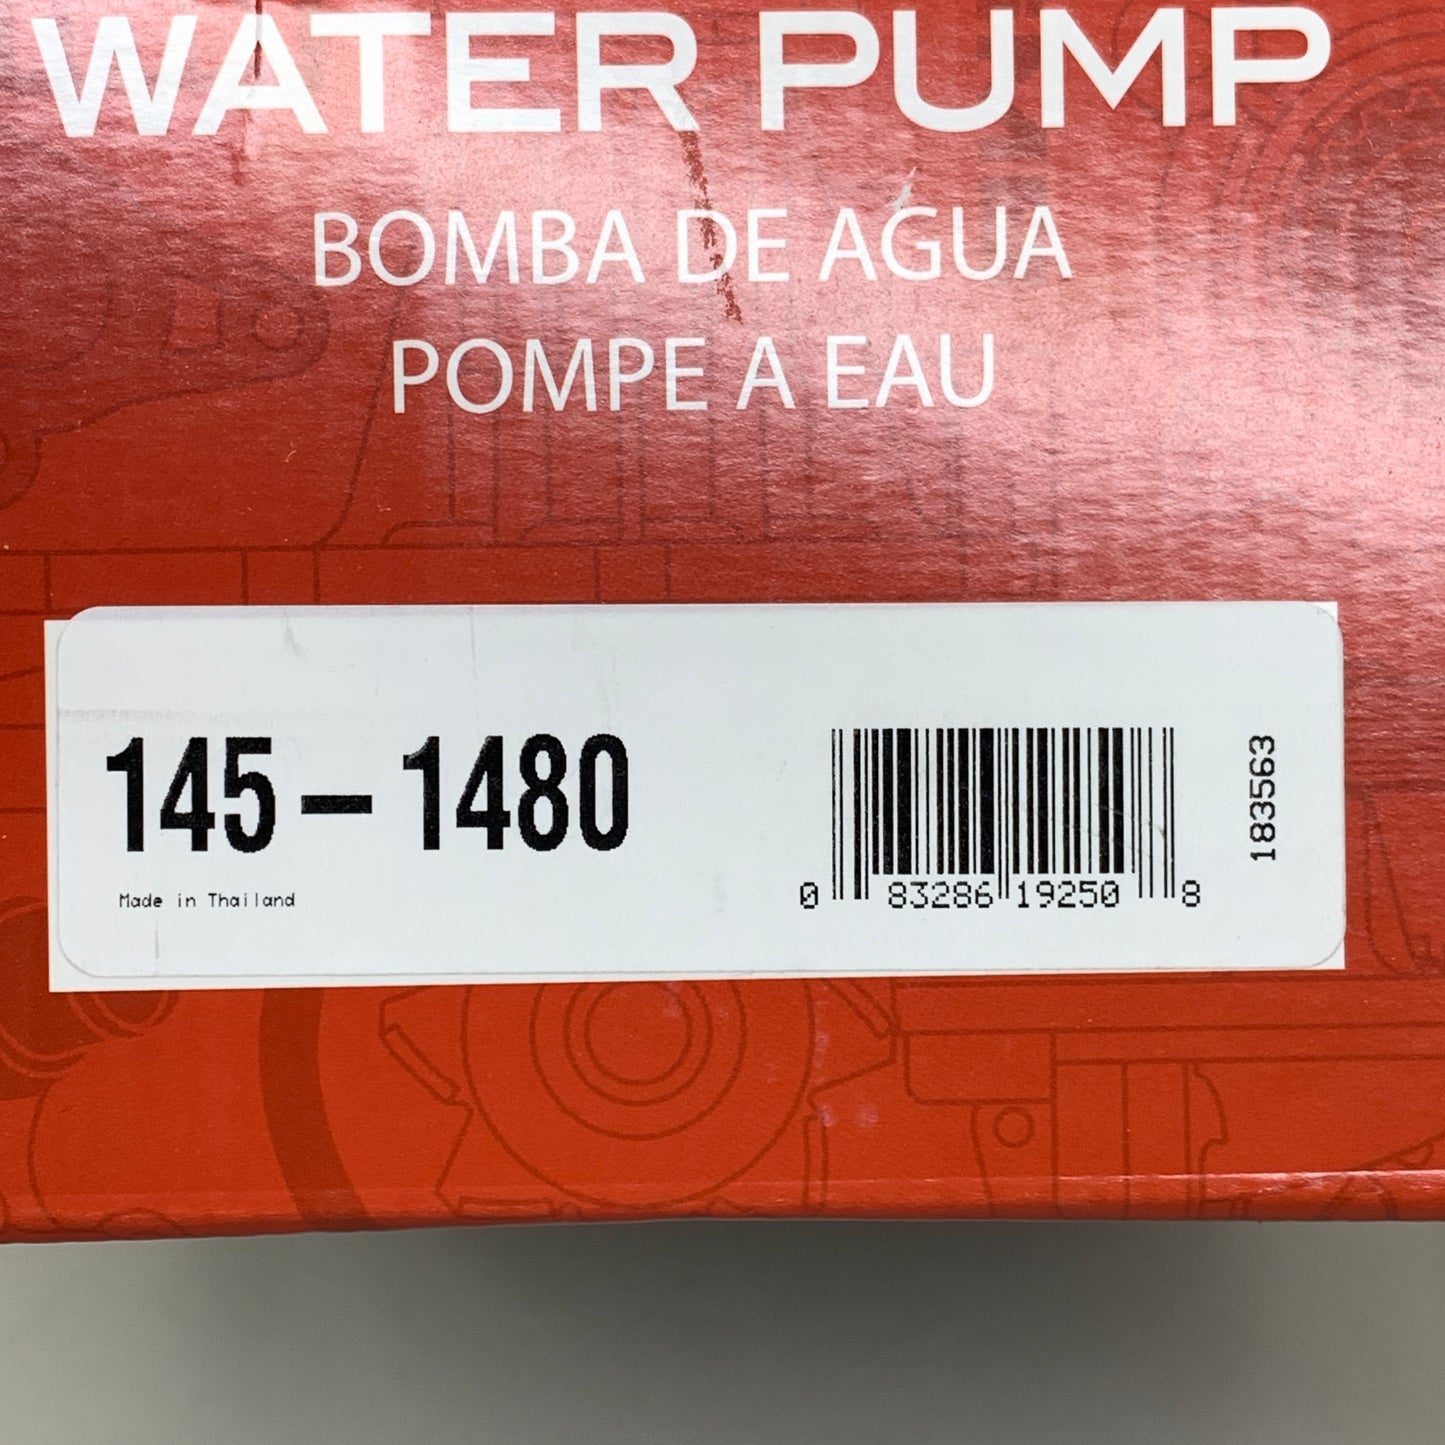 WATER PUMP
BOMBA DE AGUA
POMPE A EAU
145-1480
Made in Thailand
0 83286 19250 8
183563